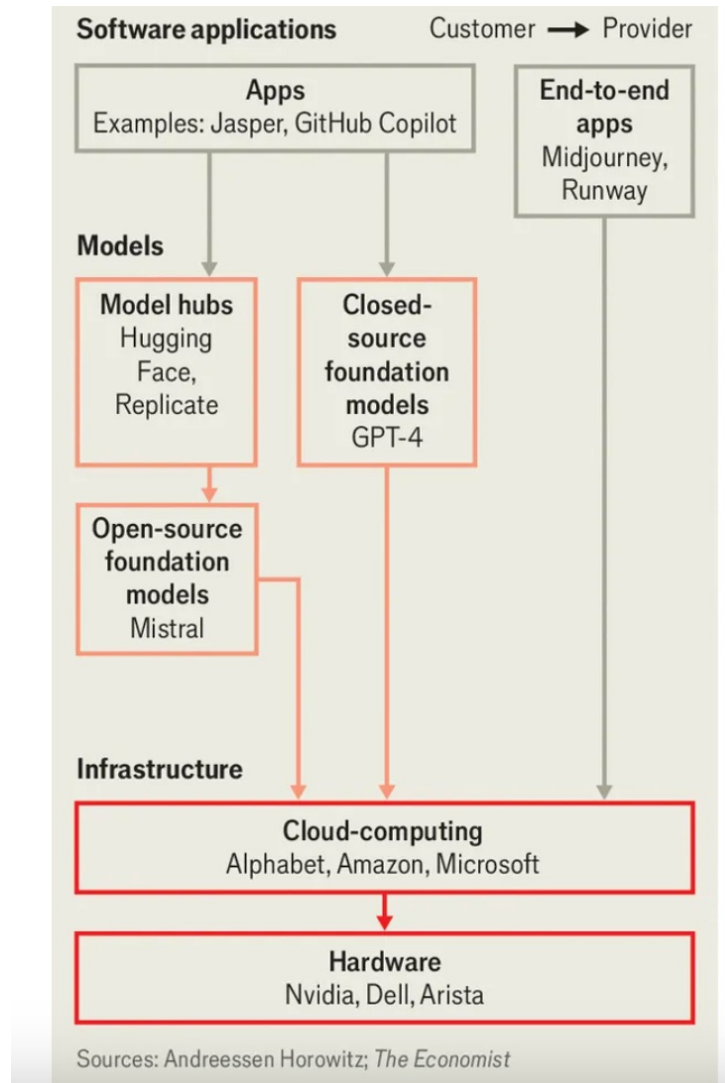 Software applications
Customer → Provider
Apps
Examples: Jasper, GitHub Copilot
End-to-end
apps
Midjourney,
Runway
Models
Model hubs
Hugging
Face,
Replicate
Closed-
source
foundation
models
GPT-4
Open-source
foundation
models
Mistral
Infrastructure
Cloud-computing
Alphabet, Amazon, Microsoft
Hardware
Nvidia, Dell, Arista
Sources: Andreessen Horowitz; The Economist